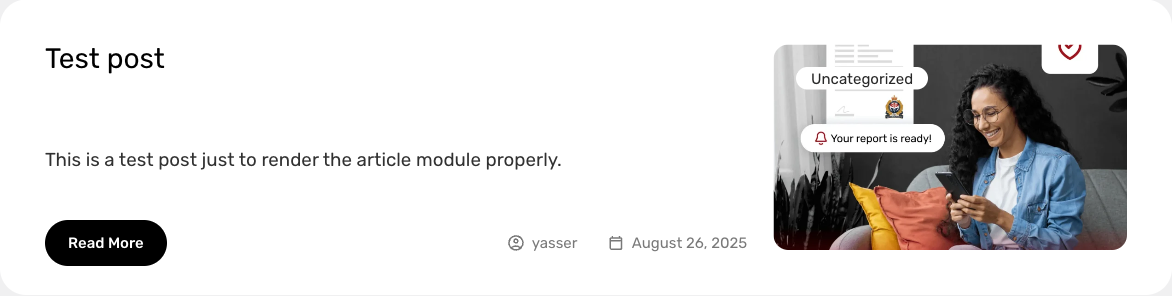 Test post
Uncategorized
Your report is ready!
This is a test post just to render the article module properly.
Read More
yasser
August 26, 2025